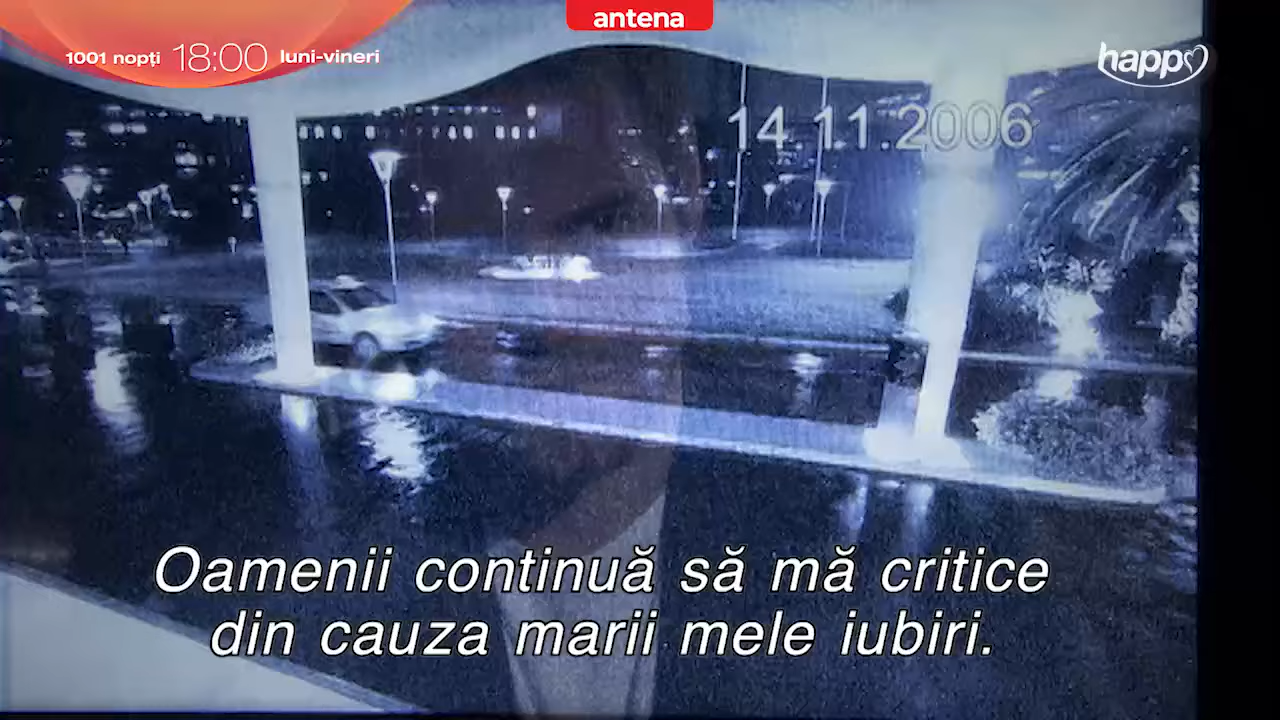 antena
1001 nopți 18:00 luni-vineri
happy
14.11.2006
Oamenii continuă să mă critice
din cauza marii mele iubiri.